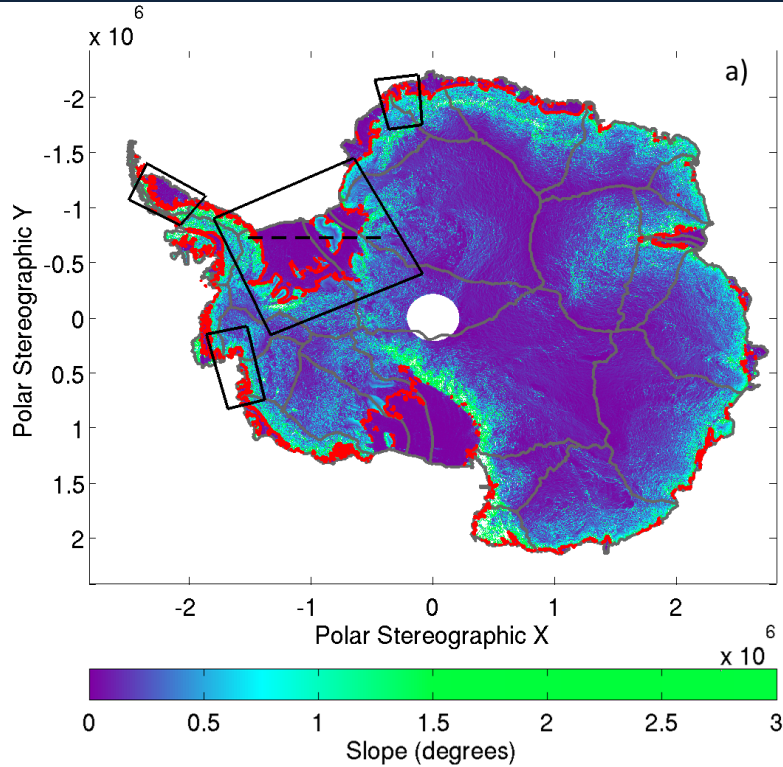 6
x 10
a)
-2
-1.5
-1
-0.5
0
0.5
1
1.5
2
Polar Stereographic Y
-2 -1 0 1 2
Polar Stereographic X
6
x 10
0 0.5 1 1.5 2 2.5 3
Slope (degrees)